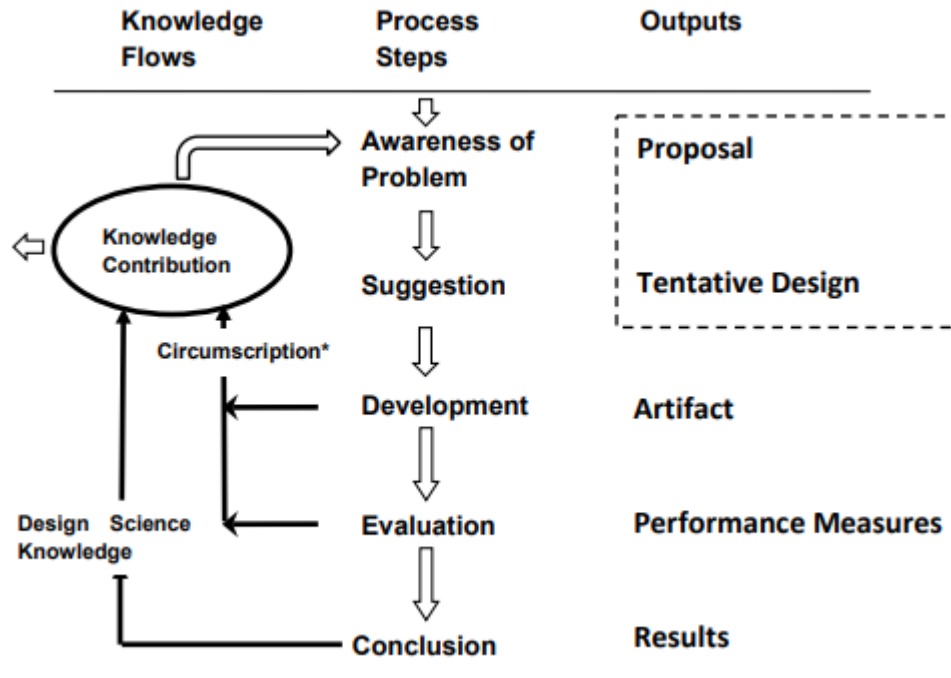 Knowledge Flows
Process Steps
Outputs
Awareness of Problem
Proposal
Knowledge Contribution
Suggestion
Tentative Design
Circumscription*
Development
Artifact
Design Science Knowledge
Evaluation
Performance Measures
Conclusion
Results